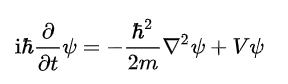 iħ ∂/∂t ψ = −ħ²/2m ∇²ψ + Vψ